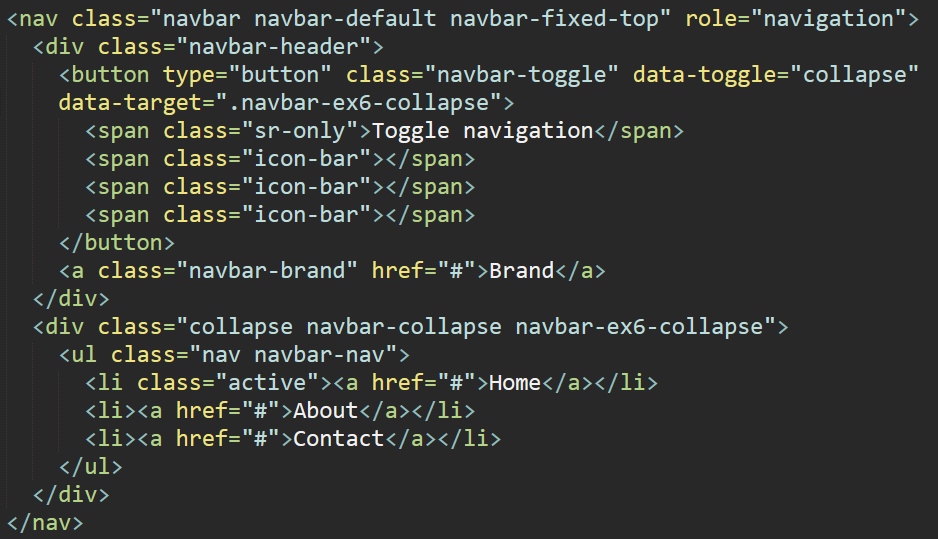 <nav class="navbar navbar-default navbar-fixed-top" role="navigation">
  <div class="navbar-header">
    <button type="button" class="navbar-toggle" data-toggle="collapse"
    data-target=".navbar-ex6-collapse">
      <span class="sr-only">Toggle navigation</span>
      <span class="icon-bar"></span>
      <span class="icon-bar"></span>
      <span class="icon-bar"></span>
    </button>
    <a class="navbar-brand" href="#">Brand</a>
  </div>
  <div class="collapse navbar-collapse navbar-ex6-collapse">
    <ul class="nav navbar-nav">
      <li class="active"><a href="#">Home</a></li>
      <li><a href="#">About</a></li>
      <li><a href="#">Contact</a></li>
    </ul>
  </div>
</nav>